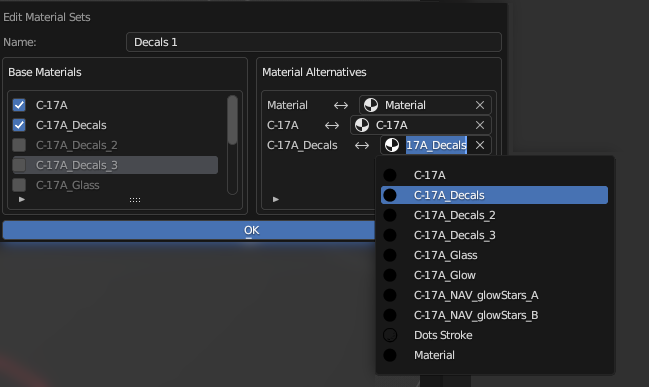 Edit Material Sets
Name: Decals 1
Base Materials
C-17A
C-17A_Decals
C-17A_Decals_2
C-17A_Decals_3
C-17A_Glass
Material Alternatives
Material ↔ Material ×
C-17A ↔ C-17A ×
C-17A_Decals ↔ 17A_Decals ×
OK
C-17A
C-17A_Decals
C-17A_Decals_2
C-17A_Decals_3
C-17A_Glass
C-17A_Glow
C-17A_NAV_glowStars_A
C-17A_NAV_glowStars_B
Dots Stroke
Material